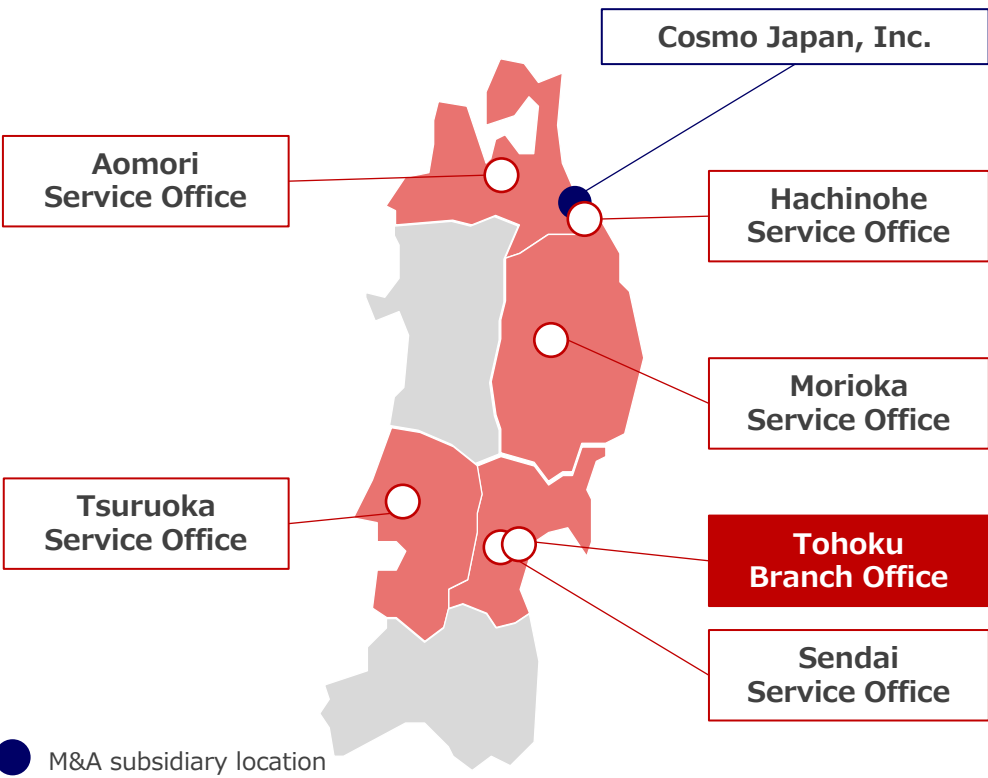 Cosmo Japan, Inc.
Aomori
Service Office
Hachinohe
Service Office
Morioka
Service Office
Tsuruoka
Service Office
Tohoku
Branch Office
Sendai
Service Office
M&A subsidiary location